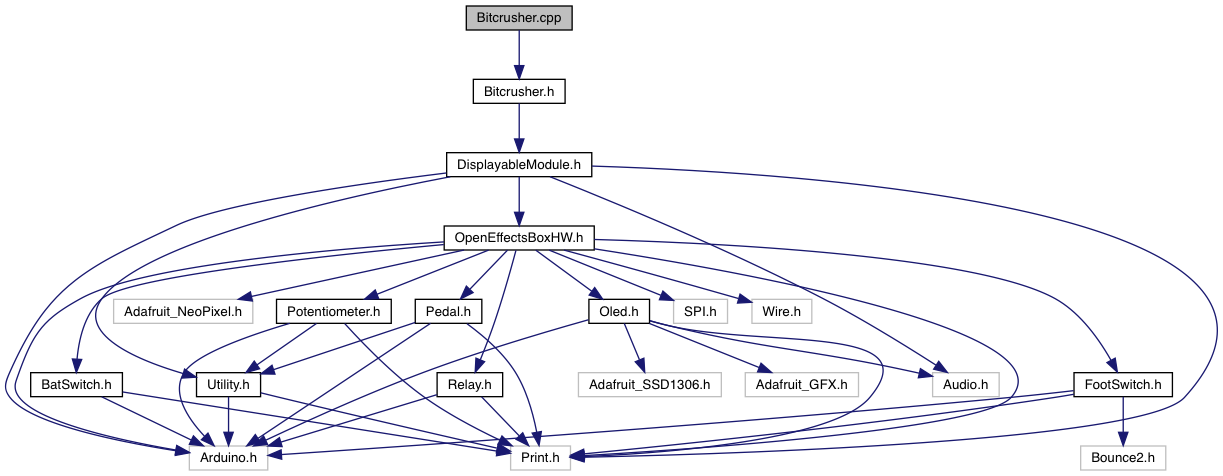 Bitcrusher.cpp
Bitcrusher.h
DisplayableModule.h
OpenEffectsBoxHW.h
Adafruit_NeoPixel.h
Potentiometer.h
Pedal.h
Oled.h
SPI.h
Wire.h
BatSwitch.h
Utility.h
Relay.h
Adafruit_SSD1306.h
Adafruit_GFX.h
Audio.h
FootSwitch.h
Arduino.h
Print.h
Bounce2.h